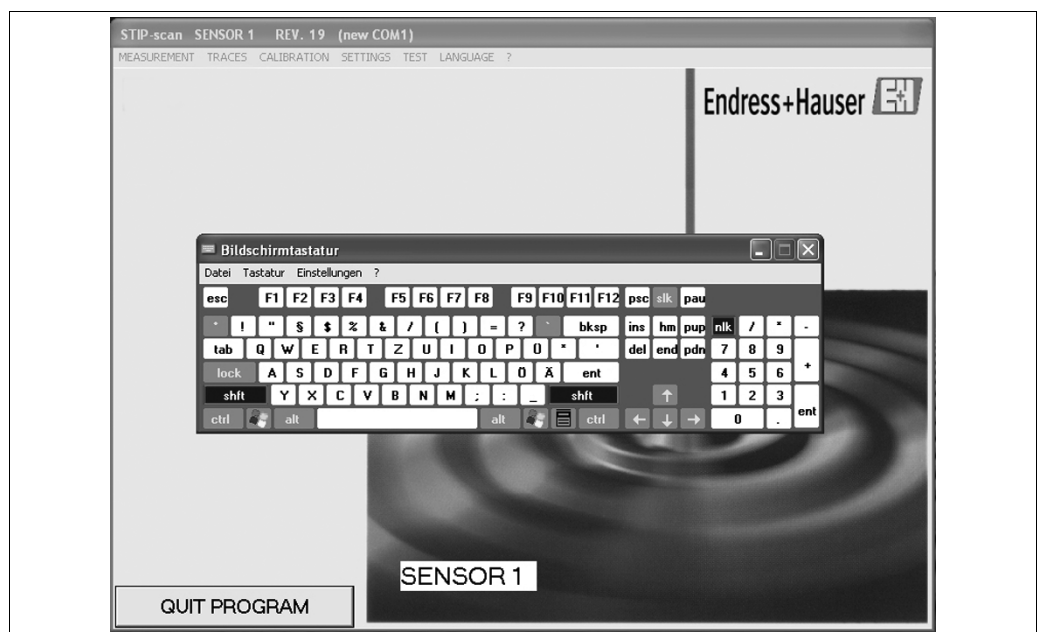 STIP-scan SENSOR 1 REV. 19 (new COM1)
MEASUREMENT TRACES CALIBRATION SETTINGS TEST LANGUAGE ?
Endress+Hauser
Bildschirmtastatur
Datei Tastatur Einstellungen ?
esc F1 F2 F3 F4 F5 F6 F7 F8 F9 F10 F11 F12 psc slk pau
° ! " § $ % & / ( ) = ? ` bksp ins hm pup nlk / * -
tab Q W E R T Z U I O P Ü * ' del end pdn 7 8 9 +
lock A S D F G H J K L Ö Ä ent 4 5 6
shft Y X C V B N M ; : _ shft ↑ 1 2 3 ent
ctrl alt alt ctrl ← ↓ → 0 .
SENSOR 1
QUIT PROGRAM